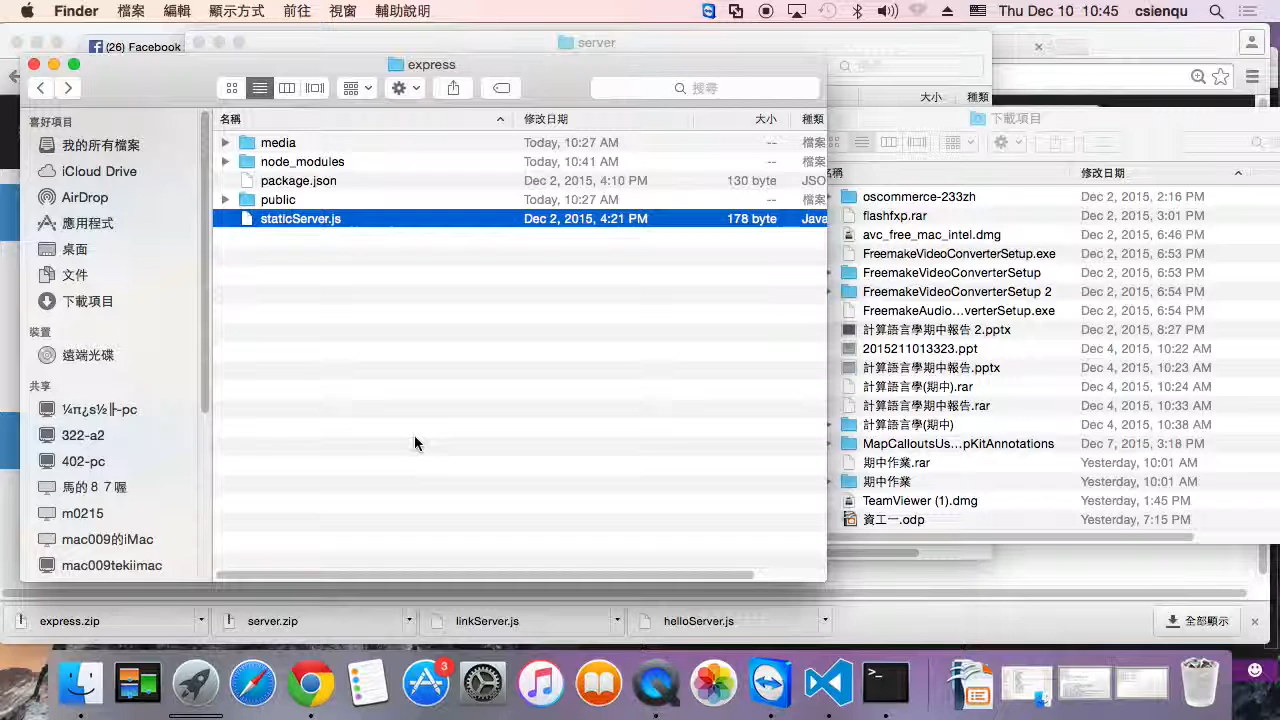 Finder 檔案 編輯 顯示方式 前往 視窗 輔助說明 Thu Dec 10 10:45 csienqu
(26) Facebook
server
express
搜尋
喜好項目
我的所有檔案
iCloud Drive
AirDrop
應用程式
桌面
文件
下載項目
裝置
遠端光碟
共享
¼π¿s½╟-pc
322-a2
402-pc
馬的８７喔
m0215
mac009的iMac
mac009tekiimac
名稱 修改日期 大小 種類
media Today, 10:27 AM -- 檔案
node_modules Today, 10:41 AM -- 檔案
package.json Dec 2, 2015, 4:10 PM 130 byte JSO
public Today, 10:27 AM -- 檔案
staticServer.js Dec 2, 2015, 4:21 PM 178 byte Java
大小 種類
下載項目
名稱 修改日期
oscommerce-233zh Dec 2, 2015, 2:16 PM
flashfxp.rar Dec 2, 2015, 3:01 PM
avc_free_mac_intel.dmg Dec 2, 2015, 6:46 PM
FreemakeVideoConverterSetup.exe Dec 2, 2015, 6:53 PM
FreemakeVideoConverterSetup Dec 2, 2015, 6:53 PM
FreemakeVideoConverterSetup 2 Dec 2, 2015, 6:54 PM
FreemakeAudio…verterSetup.exe Dec 2, 2015, 6:54 PM
計算語言學期中報告 2.pptx Dec 2, 2015, 8:27 PM
2015211013323.ppt Dec 4, 2015, 10:22 AM
計算語言學期中報告.pptx Dec 4, 2015, 10:23 AM
計算語言學(期中).rar Dec 4, 2015, 10:24 AM
計算語言學期中報告.rar Dec 4, 2015, 10:33 AM
計算語言學(期中) Dec 4, 2015, 10:38 AM
MapCalloutsUs…pKitAnnotations Dec 7, 2015, 3:18 PM
期中作業.rar Yesterday, 10:01 AM
期中作業 Yesterday, 10:01 AM
TeamViewer (1).dmg Yesterday, 1:45 PM
資工一.odp Yesterday, 7:15 PM
express.zip server.zip linkServer.js helloServer.js 全部顯示
3